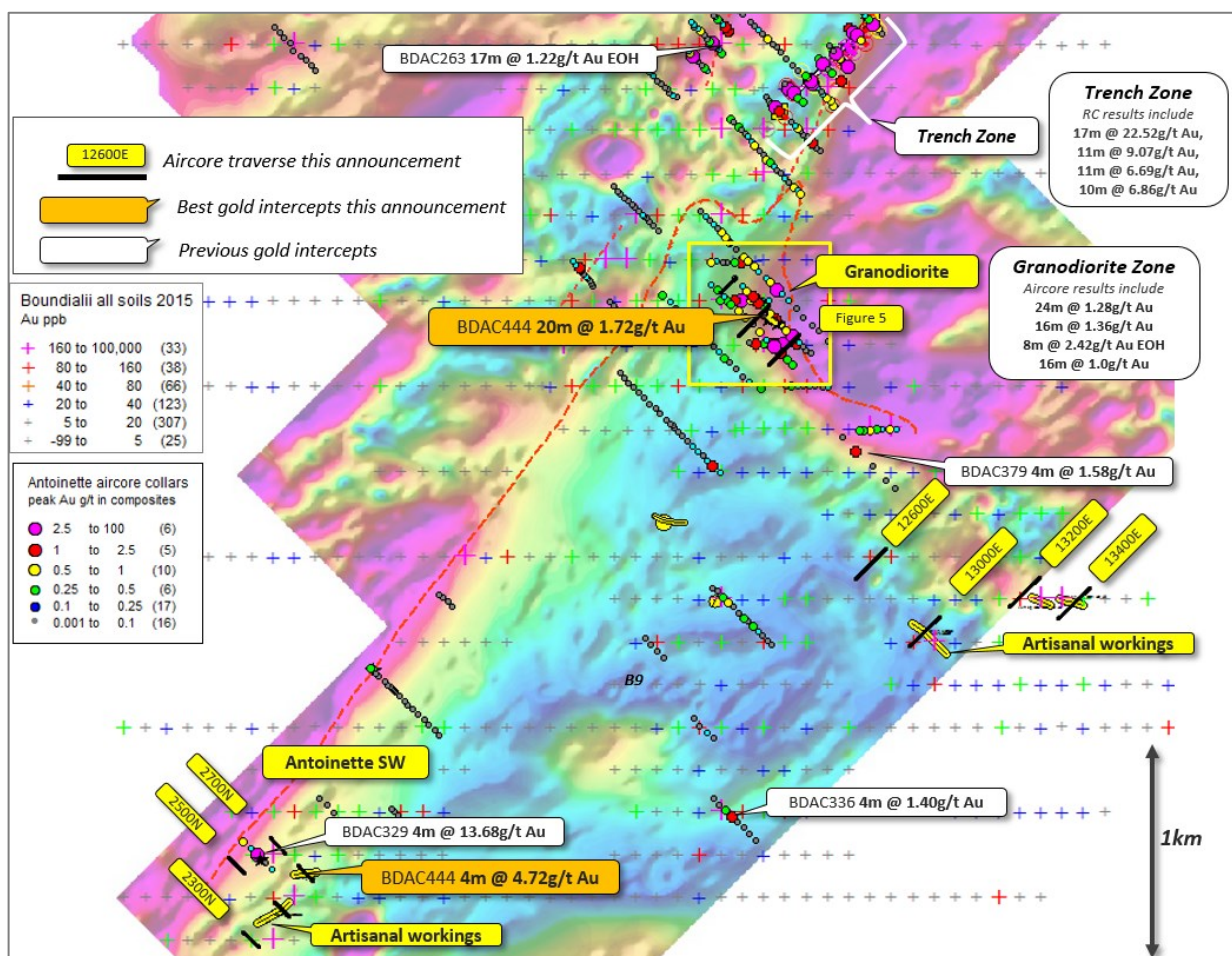 BDAC263 17m @ 1.22g/t Au EOH
Trench Zone
Trench Zone
RC results include
17m @ 22.52g/t Au,
11m @ 9.07g/t Au,
11m @ 6.69g/t Au,
10m @ 6.86g/t Au
12600E
Aircore traverse this announcement
Best gold intercepts this announcement
Previous gold intercepts
Boundialii all soils 2015
Au ppb
160 to 100,000 (33)
80 to 160 (38)
40 to 80 (66)
20 to 40 (123)
5 to 20 (307)
-99 to 5 (25)
Granodiorite
Figure 5
BDAC444 20m @ 1.72g/t Au
Granodiorite Zone
Aircore results include
24m @ 1.28g/t Au
16m @ 1.36g/t Au
8m @ 2.42g/t Au EOH
16m @ 1.0g/t Au
Antoinette aircore collars
peak Au g/t in composites
2.5 to 100 (6)
1 to 2.5 (5)
0.5 to 1 (10)
0.25 to 0.5 (6)
0.1 to 0.25 (17)
0.001 to 0.1 (16)
BDAC379 4m @ 1.58g/t Au
12600E
13000E
13200E
13400E
Artisanal workings
B9
Antoinette SW
2700N
2500N
2300N
BDAC329 4m @ 13.68g/t Au
BDAC336 4m @ 1.40g/t Au
BDAC444 4m @ 4.72g/t Au
Artisanal workings
1km